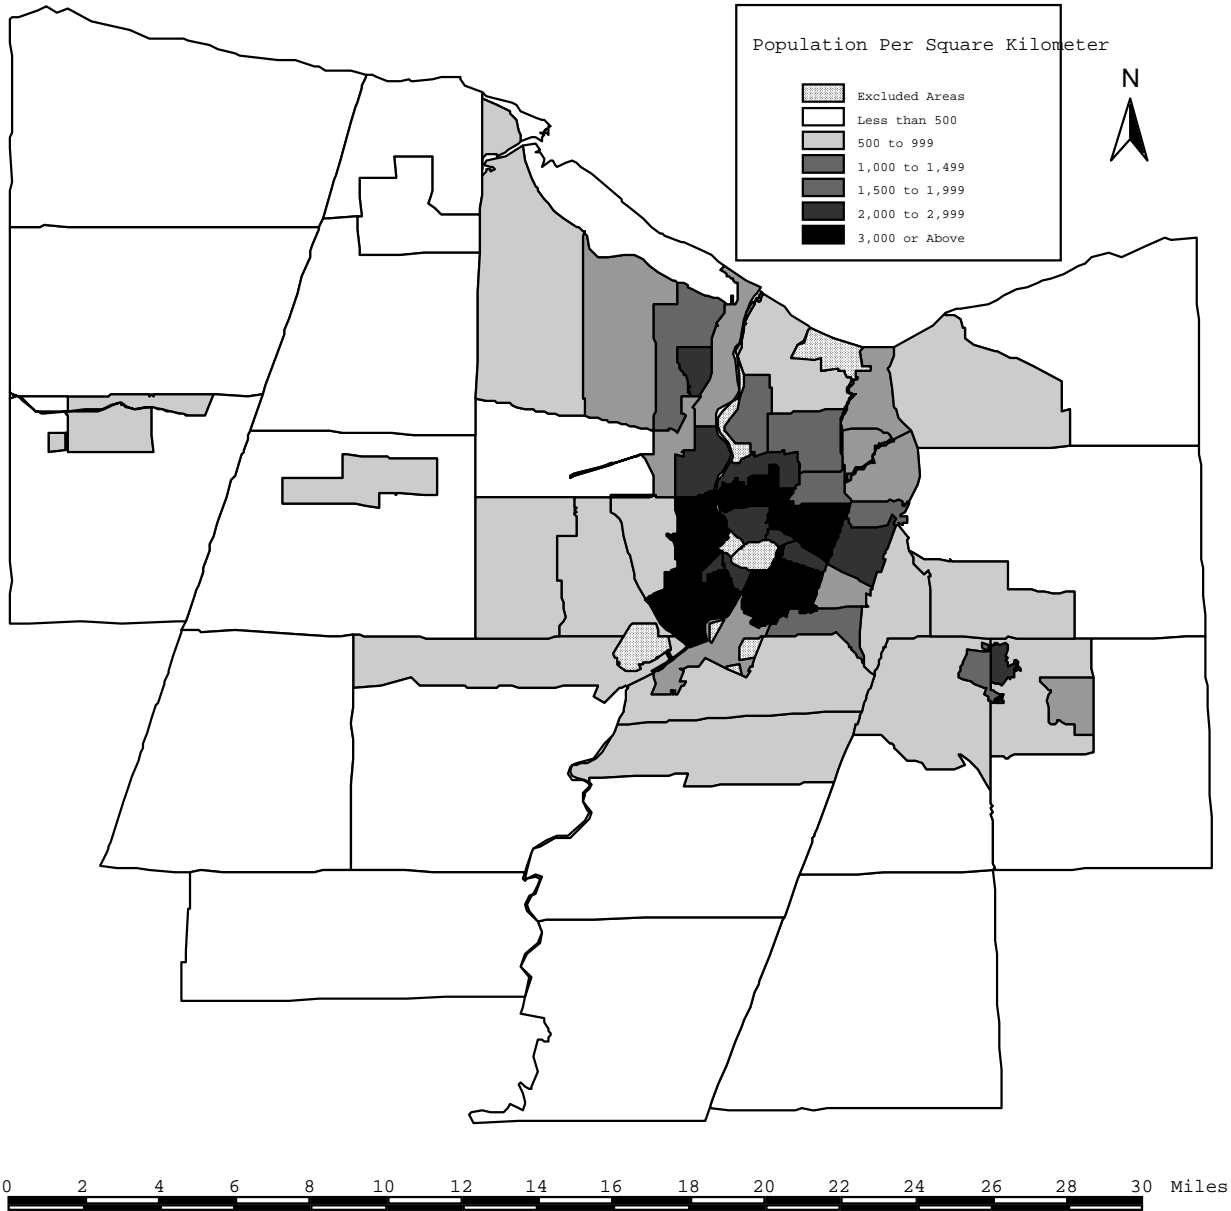 Population Per Square Kilometer
N
Excluded Areas
Less than 500
500 to 999
1,000 to 1,499
1,500 to 1,999
2,000 to 2,999
3,000 or Above
0 2 4 6 8 10 12 14 16 18 20 22 24 26 28 30 Miles